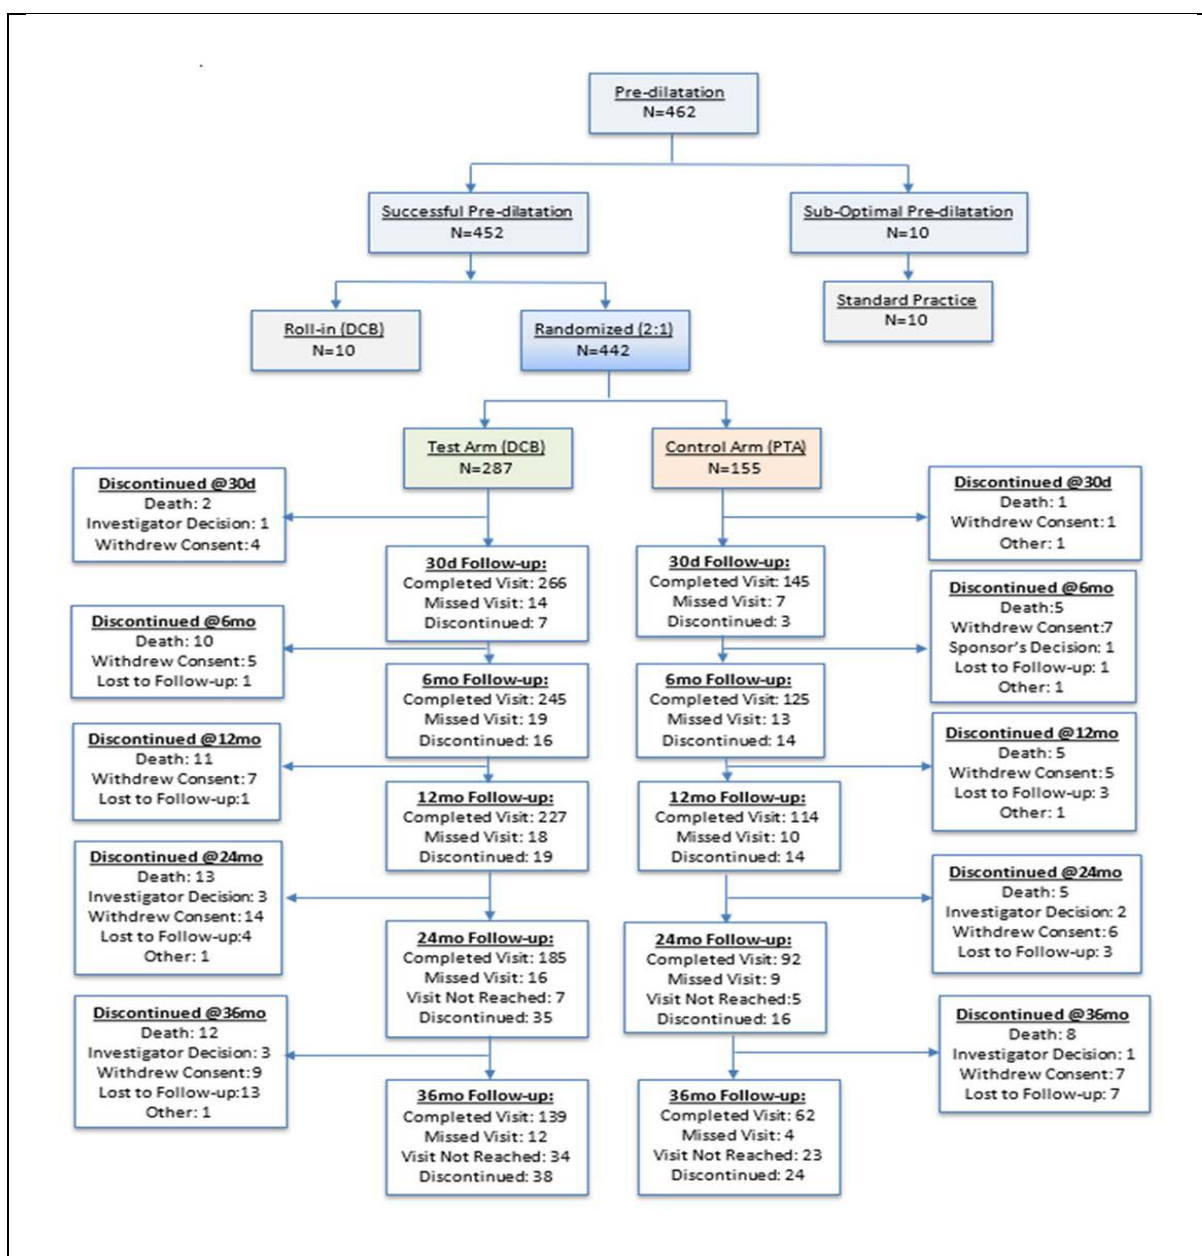 Pre-dilatation
N=462
Successful Pre-dilatation
N=452
Sub-Optimal Pre-dilatation
N=10
Roll-in (DCB)
N=10
Randomized (2:1)
N=442
Standard Practice
N=10
Test Arm (DCB)
N=287
Control Arm (PTA)
N=155
Discontinued @30d
Death: 2
Investigator Decision: 1
Withdrew Consent: 4
Discontinued @30d
Death: 1
Withdrew Consent: 1
Other: 1
30d Follow-up:
Completed Visit: 266
Missed Visit: 14
Discontinued: 7
30d Follow-up:
Completed Visit: 145
Missed Visit: 7
Discontinued: 3
Discontinued @6mo
Death: 10
Withdrew Consent: 5
Lost to Follow-up: 1
Discontinued @6mo
Death:5
Withdrew Consent:7
Sponsor's Decision: 1
Lost to Follow-up: 1
Other: 1
6mo Follow-up:
Completed Visit: 245
Missed Visit: 19
Discontinued: 16
6mo Follow-up:
Completed Visit: 125
Missed Visit: 13
Discontinued: 14
Discontinued @12mo
Death: 11
Withdrew Consent: 7
Lost to Follow-up:1
Discontinued @12mo
Death: 5
Withdrew Consent: 5
Lost to Follow-up: 3
Other: 1
12mo Follow-up:
Completed Visit: 227
Missed Visit: 18
Discontinued: 19
12mo Follow-up:
Completed Visit: 114
Missed Visit: 10
Discontinued: 14
Discontinued @24mo
Death: 13
Investigator Decision: 3
Withdrew Consent: 14
Lost to Follow-up:4
Other: 1
Discontinued @24mo
Death: 5
Investigator Decision: 2
Withdrew Consent: 6
Lost to Follow-up: 3
24mo Follow-up:
Completed Visit: 185
Missed Visit: 16
Visit Not Reached: 7
Discontinued: 35
24mo Follow-up:
Completed Visit: 92
Missed Visit: 9
Visit Not Reached:5
Discontinued: 16
Discontinued @36mo
Death: 12
Investigator Decision: 3
Withdrew Consent: 9
Lost to Follow-up:13
Other: 1
Discontinued @36mo
Death: 8
Investigator Decision: 1
Withdrew Consent: 7
Lost to Follow-up: 7
36mo Follow-up:
Completed Visit: 139
Missed Visit: 12
Visit Not Reached: 34
Discontinued: 38
36mo Follow-up:
Completed Visit: 62
Missed Visit: 4
Visit Not Reached: 23
Discontinued: 24